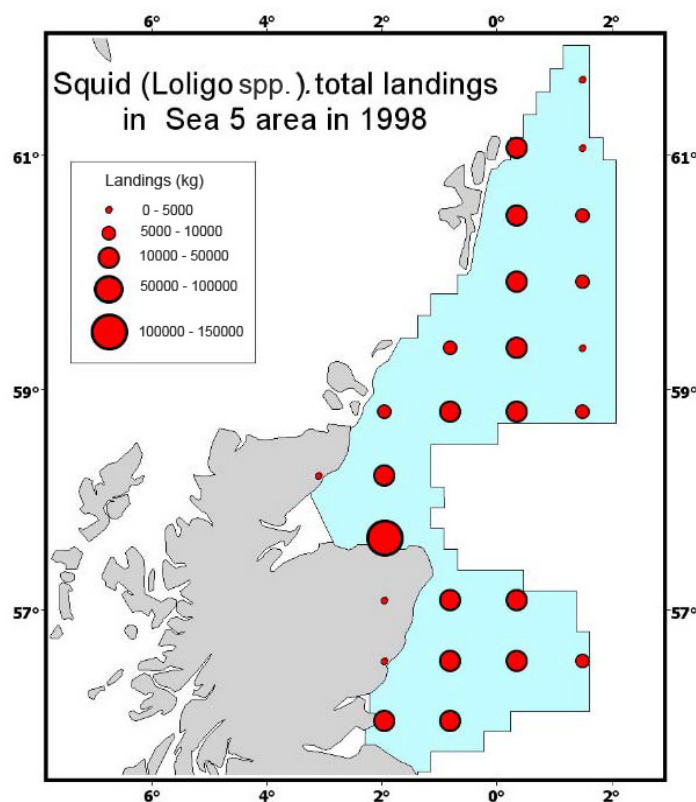 6° 4° 2° 0° 2°
Squid (Loligo spp.). total landings
in Sea 5 area in 1998
61° 61°
Landings (kg)
0 - 5000
5000 - 10000
10000 - 50000
50000 - 100000
100000 - 150000
59° 59°
57° 57°
6° 4° 2° 0° 2°